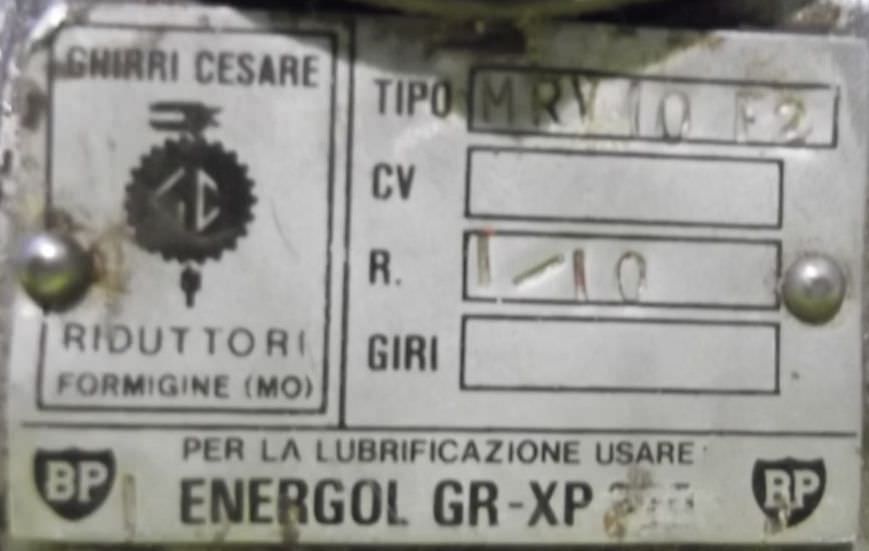 GHIRRI CESARE
GC
RIDUTTORI
FORMIGINE (MO)
TIPO MRV 10 F2
CV
R. 1/10
GIRI
PER LA LUBRIFICAZIONE USARE:
BP ENERGOL GR-XP BP